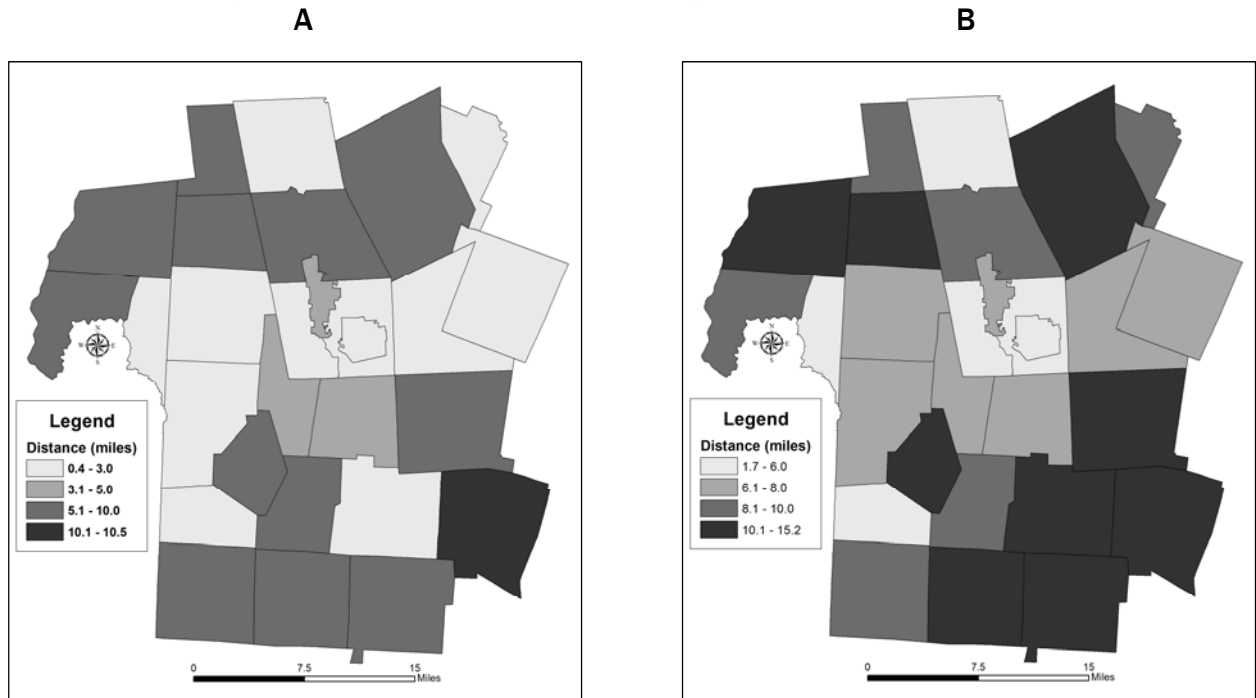 A
B
N
W E
S
Legend
Distance (miles)
0.4 - 3.0
3.1 - 5.0
5.1 - 10.0
10.1 - 10.5
0 7.5 15
Miles
N
W E
S
Legend
Distance (miles)
1.7 - 6.0
6.1 - 8.0
8.1 - 10.0
10.1 - 15.2
0 7.5 15
Miles